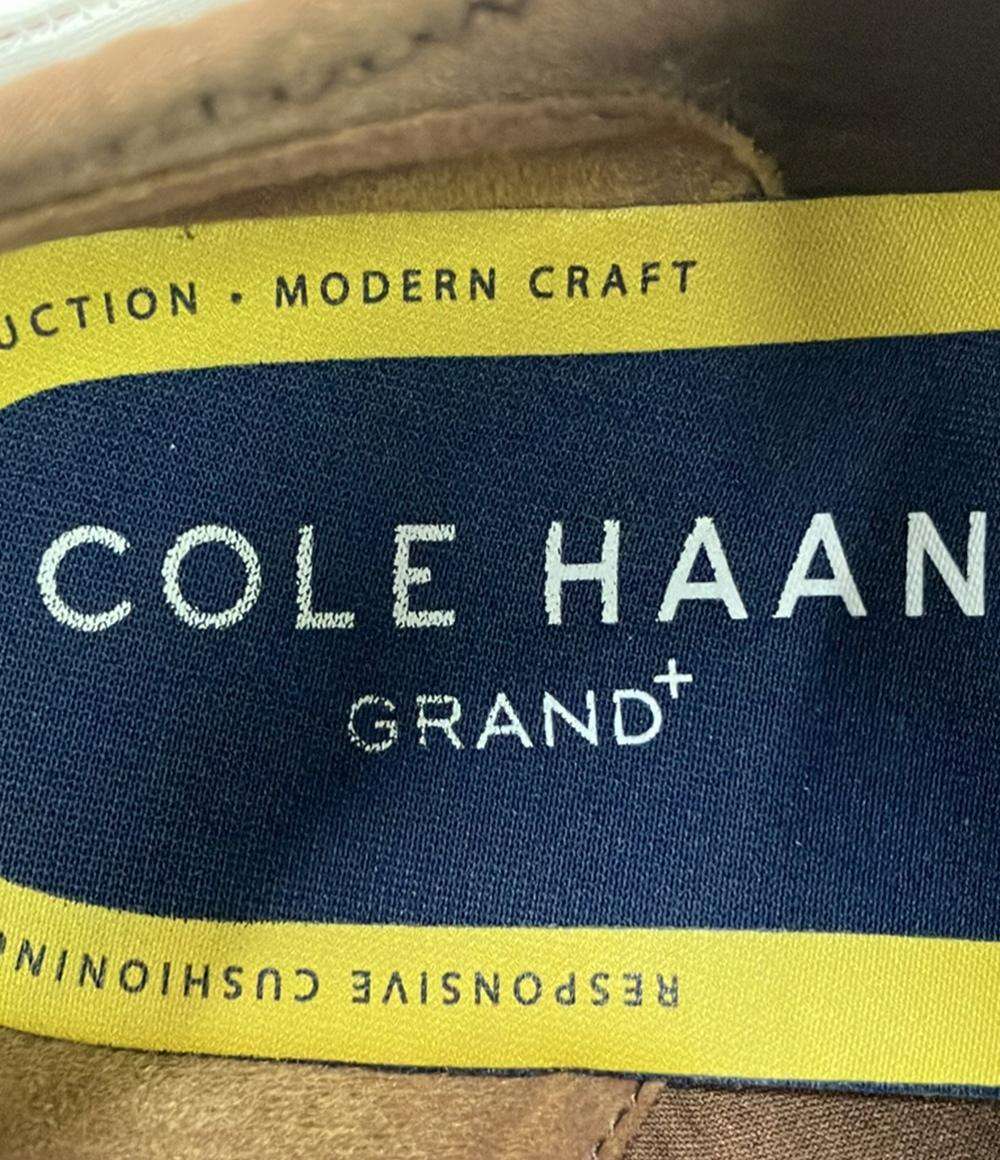 UCTION • MODERN CRAFT
COLE HAAN
GRAND+
RESPONSIVE CUSHIONIN